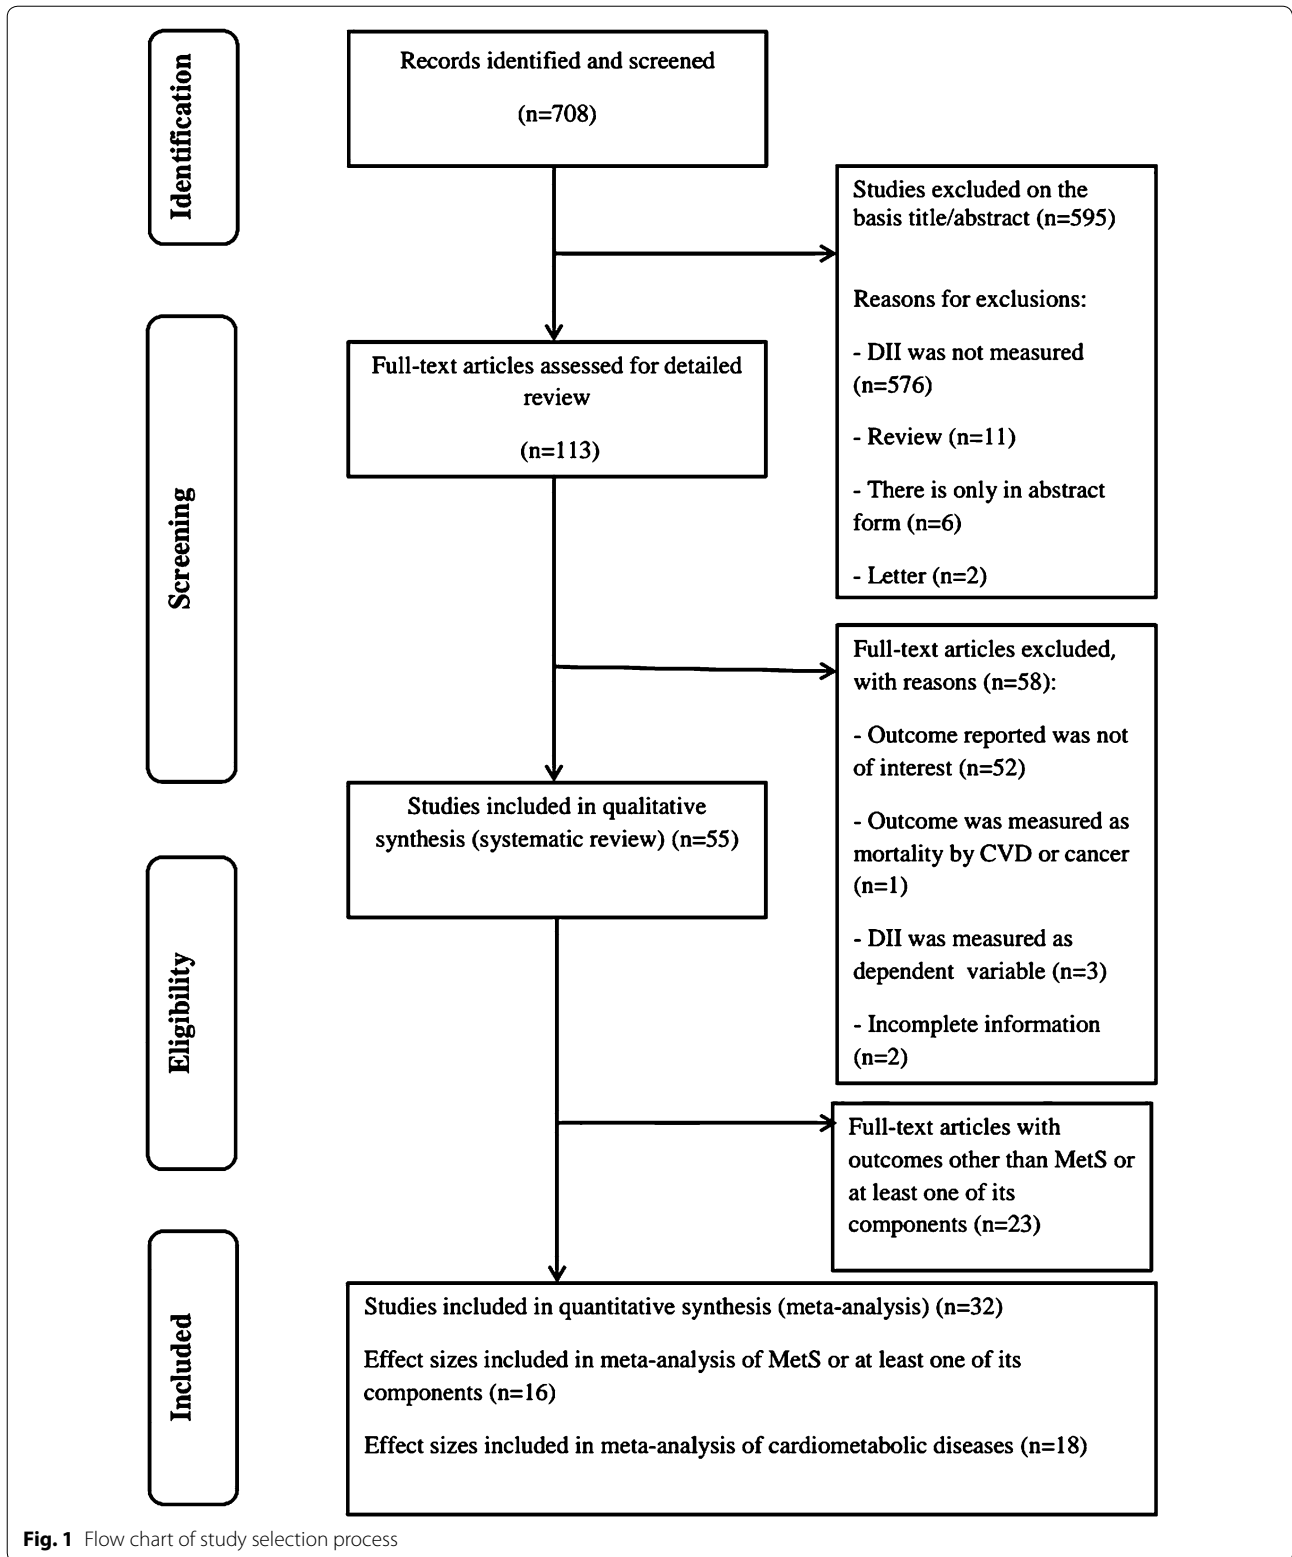 Identification
Records identified and screened
(n=708)
Studies excluded on the
basis title/abstract (n=595)
Reasons for exclusions:
- DII was not measured
(n=576)
- Review (n=11)
- There is only in abstract
form (n=6)
- Letter (n=2)
Screening
Full-text articles assessed for detailed
review
(n=113)
Full-text articles excluded,
with reasons (n=58):
- Outcome reported was not
of interest (n=52)
- Outcome was measured as
mortality by CVD or cancer
(n=1)
- DII was measured as
dependent variable (n=3)
- Incomplete information
(n=2)
Studies included in qualitative
synthesis (systematic review) (n=55)
Eligibility
Full-text articles with
outcomes other than MetS or
at least one of its
components (n=23)
Included
Studies included in quantitative synthesis (meta-analysis) (n=32)
Effect sizes included in meta-analysis of MetS or at least one of its
components (n=16)
Effect sizes included in meta-analysis of cardiometabolic diseases (n=18)
Fig. 1 Flow chart of study selection process